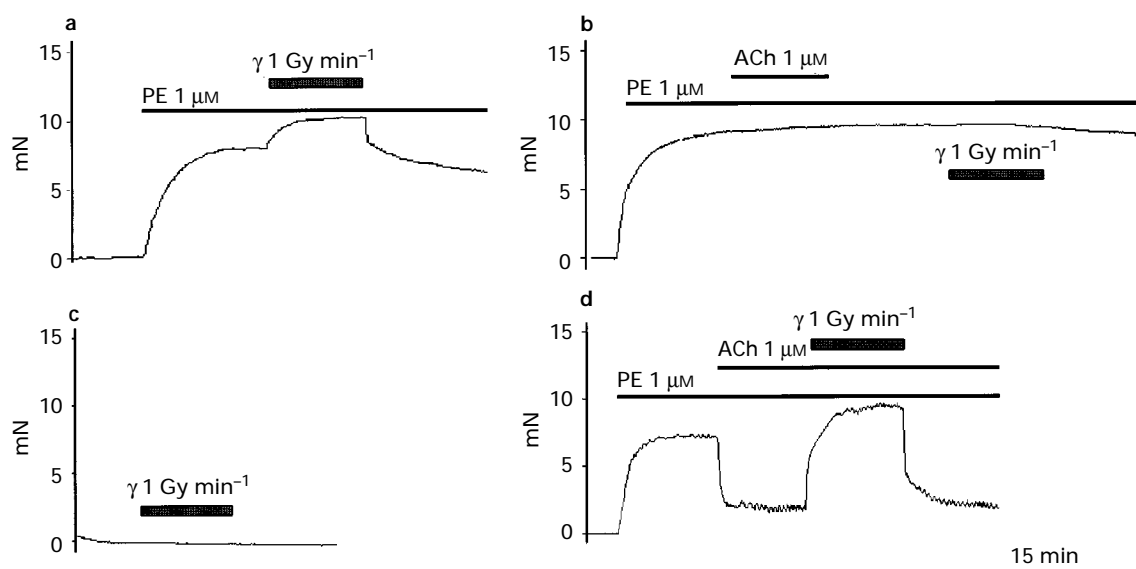 a
15
10
5
0
mN
γ 1 Gy min⁻¹
PE 1 μM
b
15
10
5
0
mN
ACh 1 μM
PE 1 μM
γ 1 Gy min⁻¹
c
15
10
5
0
mN
γ 1 Gy min⁻¹
d
15
10
5
0
mN
γ 1 Gy min⁻¹
ACh 1 μM
PE 1 μM
15 min